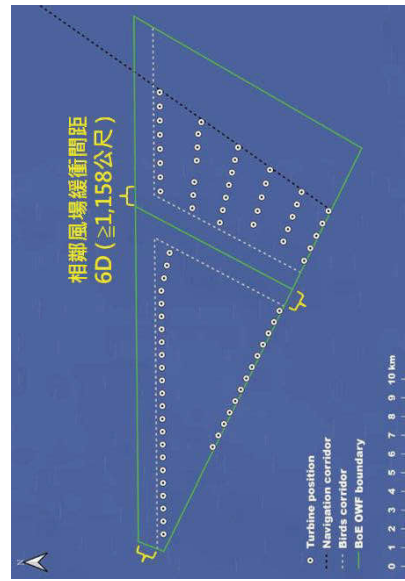 相鄰風場緩衝間距
6D (≧1,158公尺)
N
Turbine position
Navigation corridor
Birds corridor
BoE OWF boundary
0 1 2 3 4 5 6 7 8 9 10 km